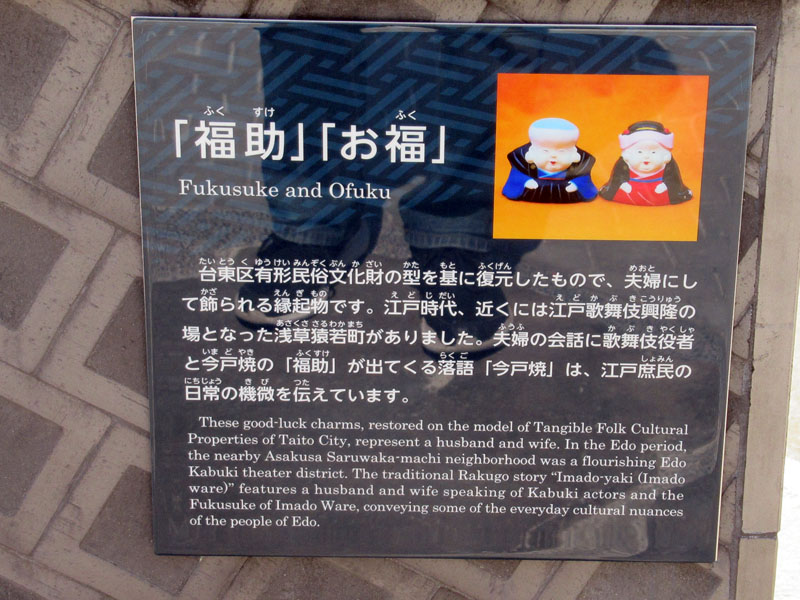 「福助」「お福」
Fukusuke and Ofuku
台東区有形民俗文化財の型を基に復元したもので、夫婦にし
て飾られる縁起物です。江戸時代、近くには江戸歌舞伎興隆の
場となった浅草猿若町がありました。夫婦の会話に歌舞伎役者
と今戸焼の「福助」が出てくる落語「今戸焼」は、江戸庶民の
日常の機微を伝えています。
These good-luck charms, restored on the model of Tangible Folk Cultural
Properties of Taito City, represent a husband and wife. In the Edo period,
the nearby Asakusa Saruwaka-machi neighborhood was a flourishing Edo
Kabuki theater district. The traditional Rakugo story “Imado-yaki (Imado
ware)” features a husband and wife speaking of Kabuki actors and the
Fukusuke of Imado Ware, conveying some of the everyday cultural nuances
of the people of Edo.